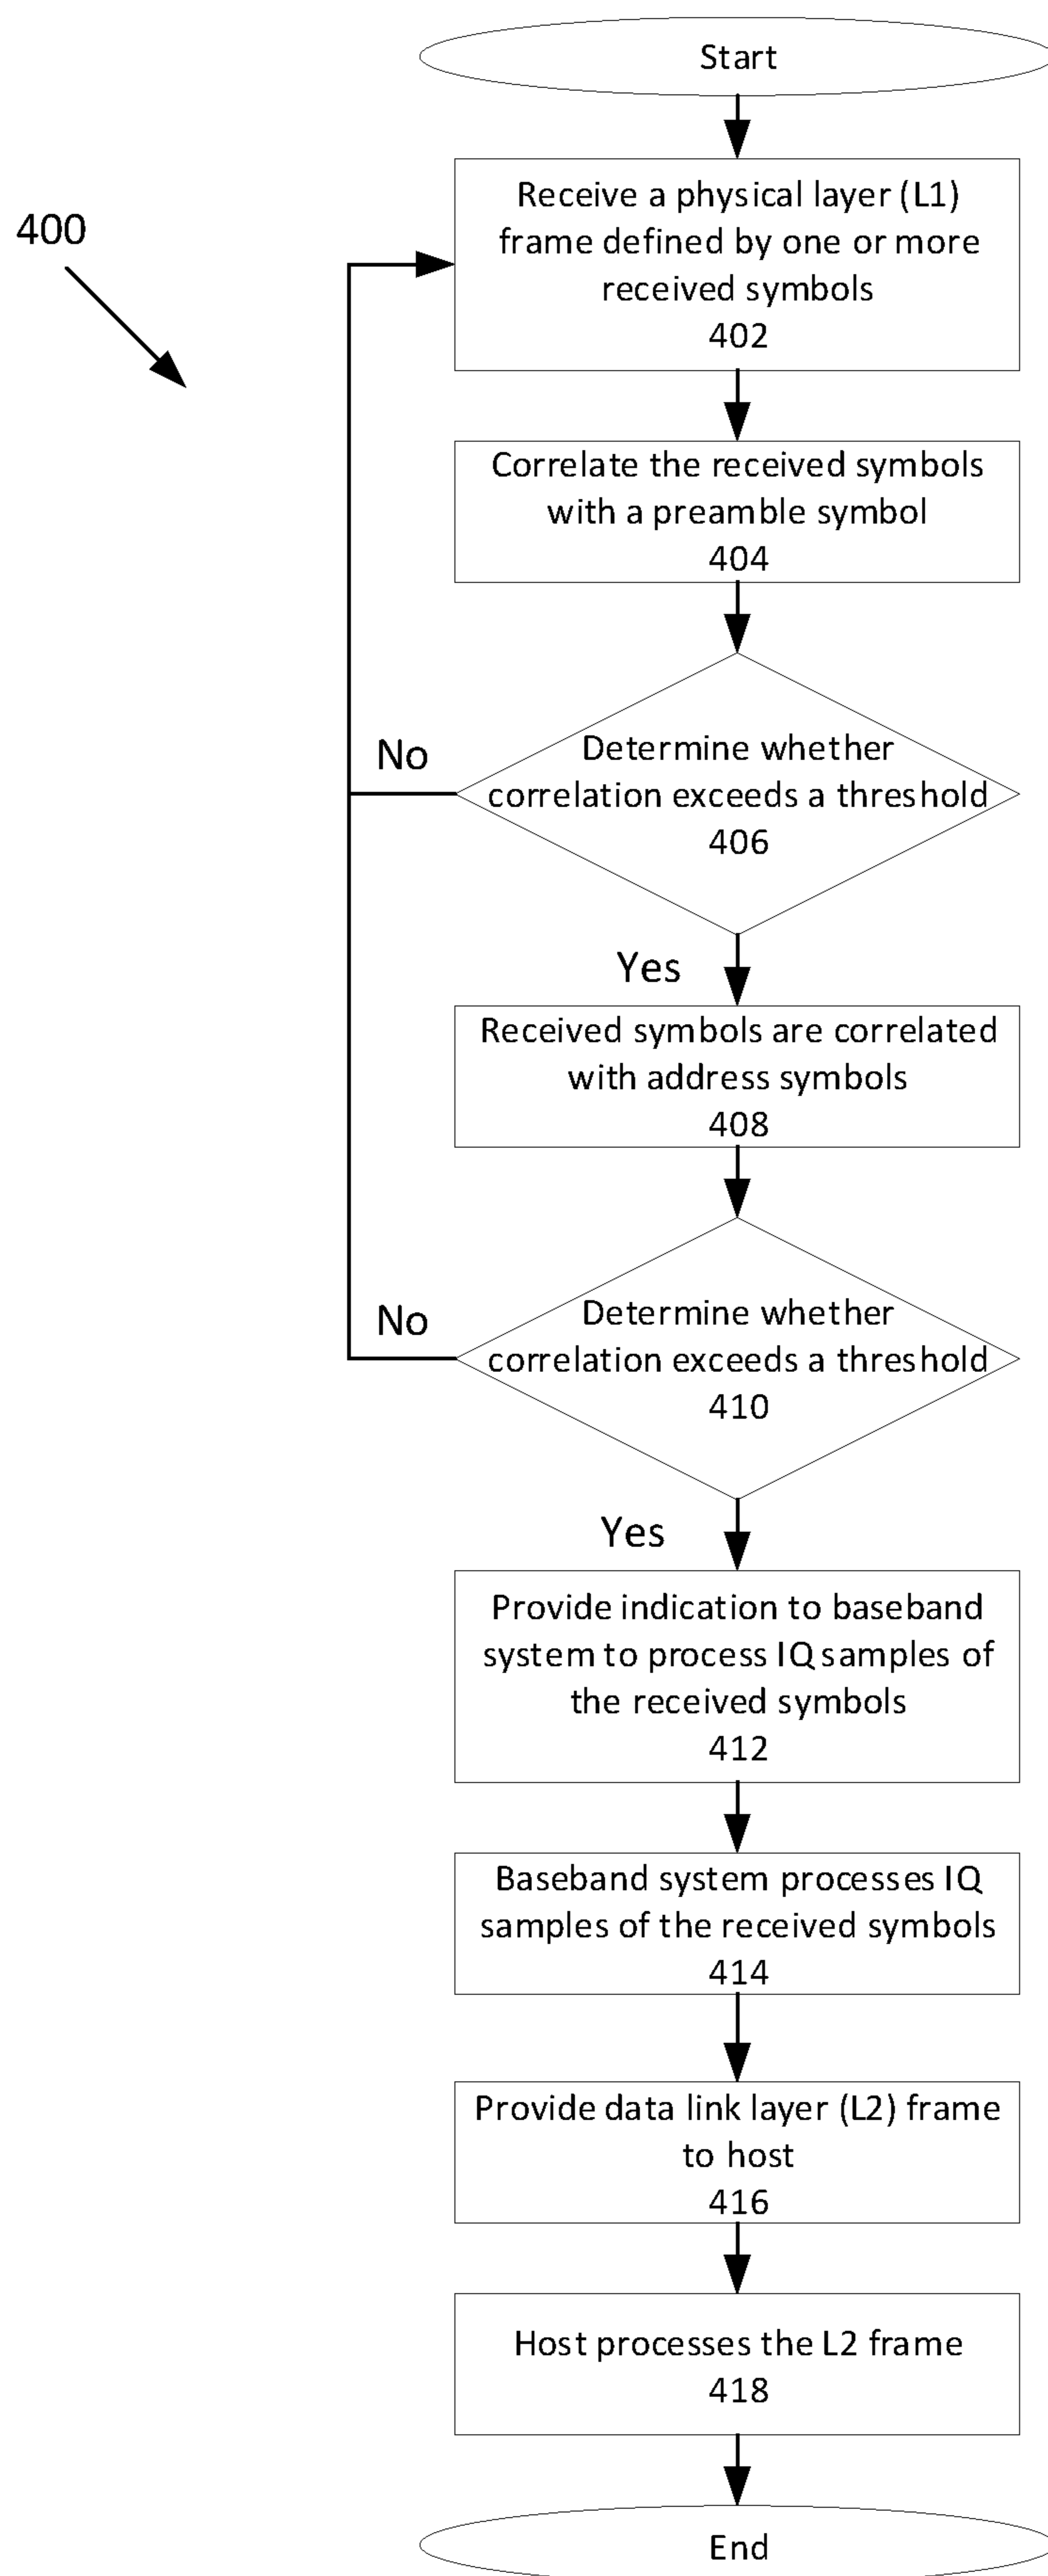 Start
400
Receive a physical layer (L1)
frame defined by one or more
received symbols
402
Correlate the received symbols
with a preamble symbol
404
No
Determine whether
correlation exceeds a threshold
406
Yes
Received symbols are correlated
with address symbols
408
No
Determine whether
correlation exceeds a threshold
410
Yes
Provide indication to baseband
system to process IQ samples of
the received symbols
412
Baseband system processes IQ
samples of the received symbols
414
Provide data link layer (L2) frame
to host
416
Host processes the L2 frame
418
End